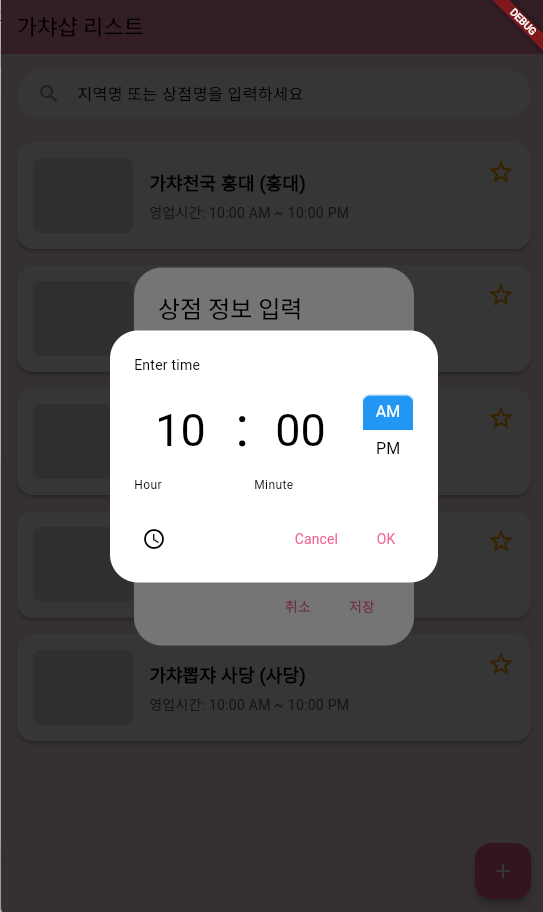 가챠샵 리스트
DEBUG
지역명 또는 상점명을 입력하세요
가챠천국 홍대 (홍대)
영업시간: 10:00 AM ~ 10:00 PM
상점 정보 입력
Enter time
10 : 00
AM
PM
Hour Minute
Cancel OK
취소 저장
가챠뽑쟈 사당 (사당)
영업시간: 10:00 AM ~ 10:00 PM